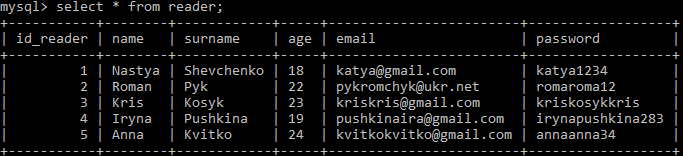 mysql> select * from reader;
+-----------+--------+------------+-----+-----------------------+-----------------+
| id_reader | name | surname | age | email | password |
+-----------+--------+------------+-----+-----------------------+-----------------+
| 1 | Nastya | Shevchenko | 18 | katya@gmail.com | katya1234 |
| 2 | Roman | Pyk | 22 | pykromchyk@ukr.net | romaroma12 |
| 3 | Kris | Kosyk | 23 | kriskris@gmail.com | kriskosykkris |
| 4 | Iryna | Pushkina | 19 | pushkinaira@gmail.com | irynapushkina283 |
| 5 | Anna | Kvitko | 24 | kvitkokvitko@gmail.com | annaanna34 |
+-----------+--------+------------+-----+-----------------------+-----------------+